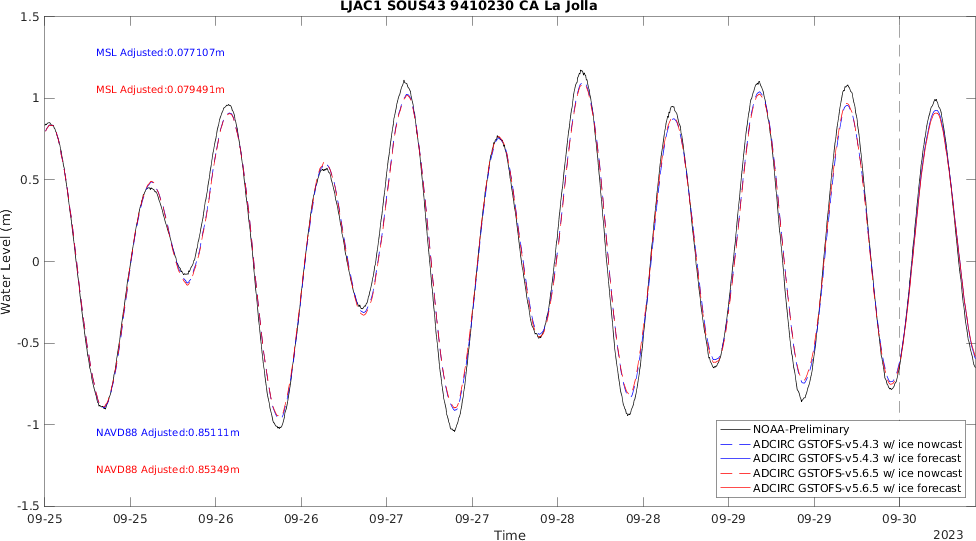 LJAC1 SOUS43 9410230 CA La Jolla
1.5
MSL Adjusted:0.077107m
MSL Adjusted:0.079491m
1
0.5
0
Water Level (m)
-0.5
-1
NAVD88 Adjusted:0.85111m
NAVD88 Adjusted:0.85349m
-1.5
NOAA-Preliminary
ADCIRC GSTOFS-v5.4.3 w/ ice nowcast
ADCIRC GSTOFS-v5.4.3 w/ ice forecast
ADCIRC GSTOFS-v5.6.5 w/ ice nowcast
ADCIRC GSTOFS-v5.6.5 w/ ice forecast
09-25 09-25 09-26 09-26 09-27 09-27 09-28 09-28 09-29 09-29 09-30
Time
2023